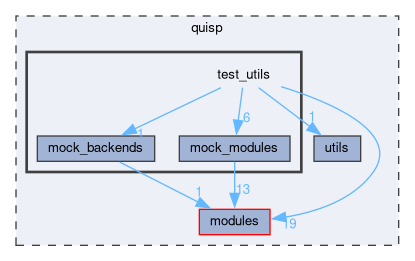 quisp
test_utils
1
6
1
mock_backends
mock_modules
utils
1
13
19
modules